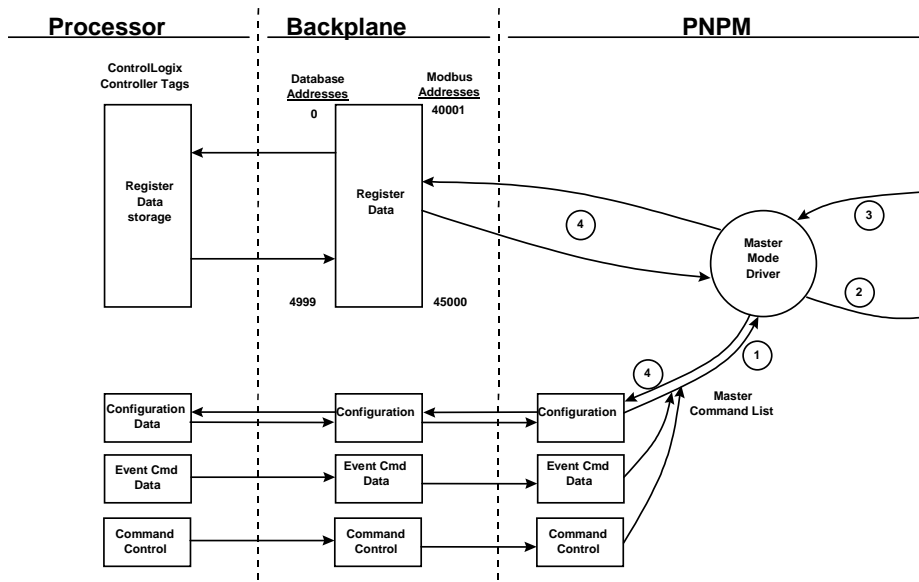 Processor
Backplane
PNPM
ControlLogix
Controller Tags
Database
Addresses
Modbus
Addresses
0
40001
Register
Data
storage
Register
Data
4
3
Master
Mode
Driver
2
4999
45000
1
4
Master
Command List
Configuration
Data
Configuration
Configuration
Event Cmd
Data
Event Cmd
Data
Event Cmd
Data
Command
Control
Command
Control
Command
Control